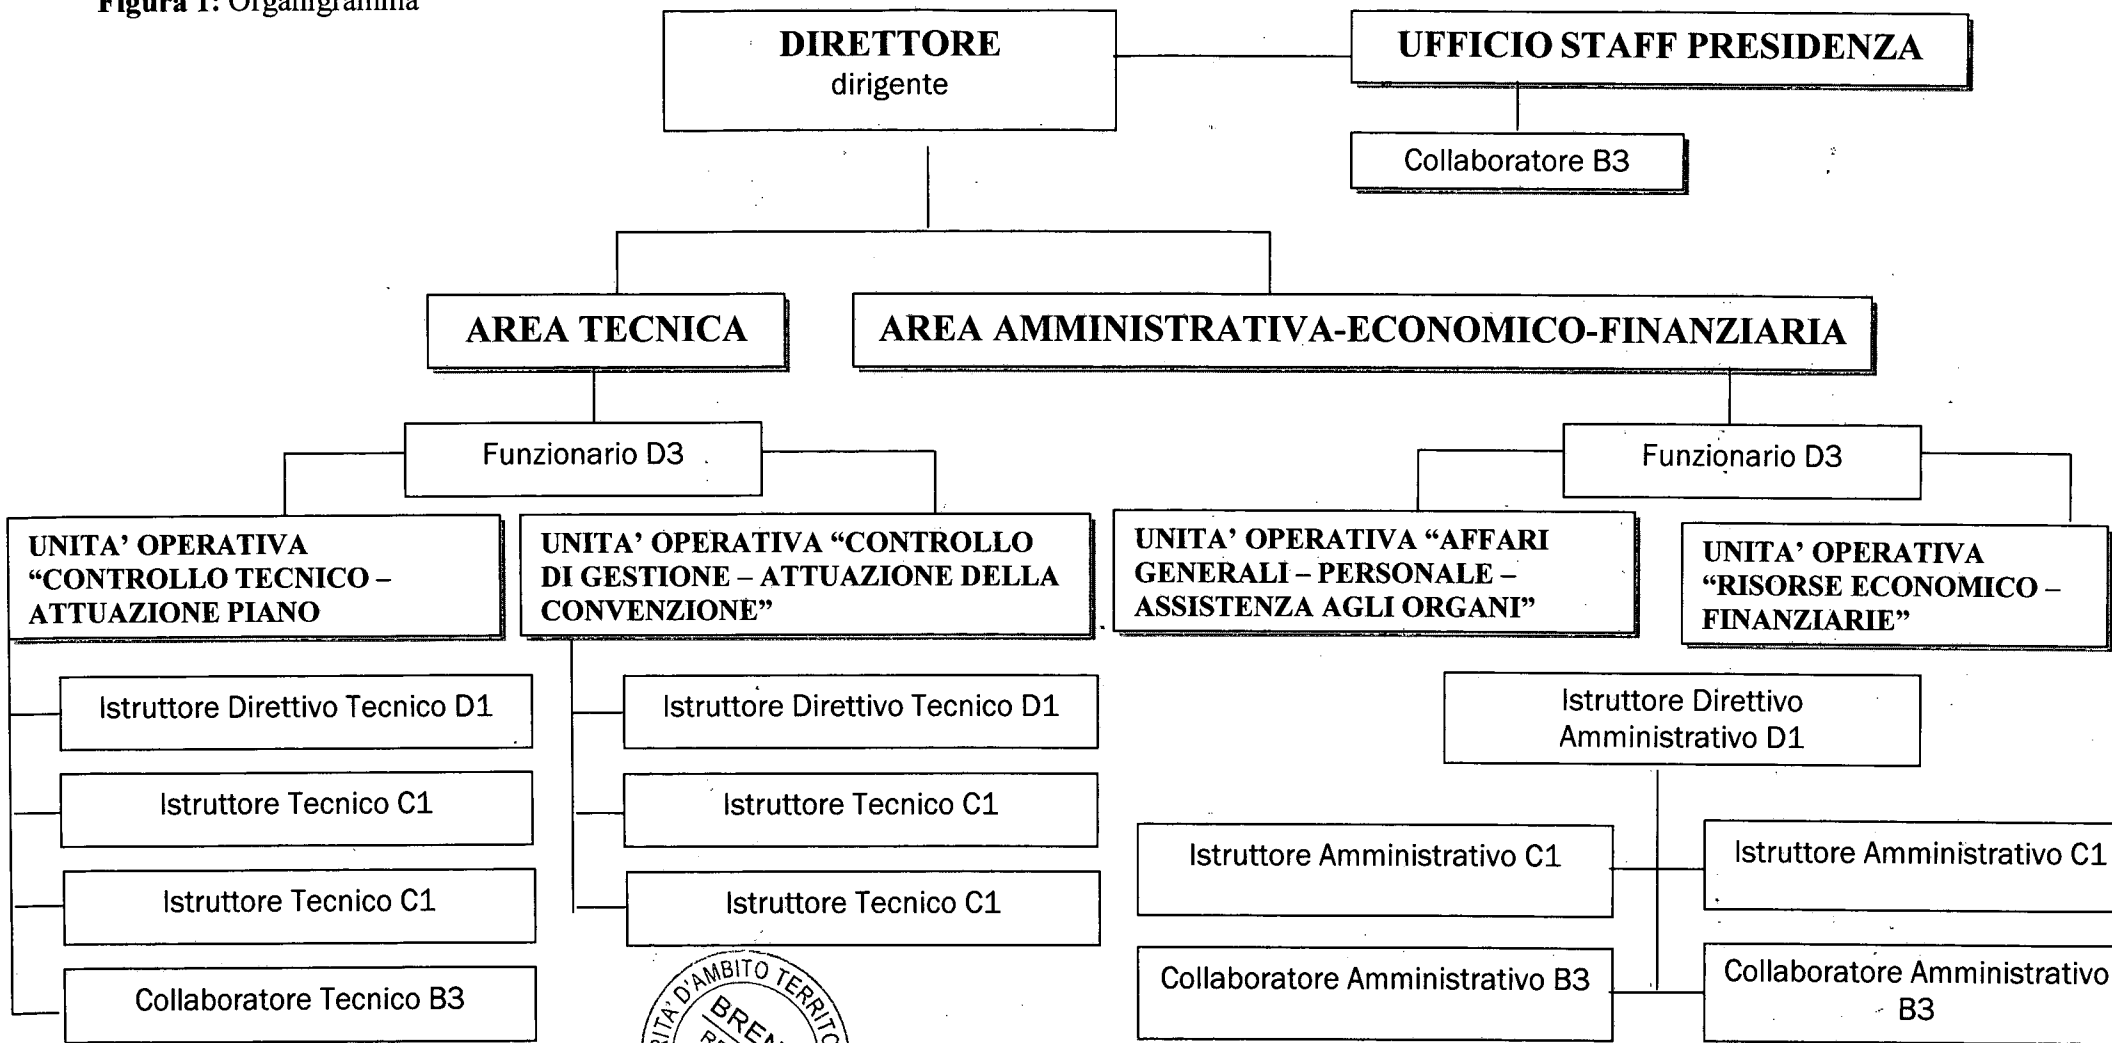 Figura 1: Organigramma
DIRETTORE
dirigente
UFFICIO STAFF PRESIDENZA
Collaboratore B3
AREA TECNICA
AREA AMMINISTRATIVA-ECONOMICO-FINANZIARIA
Funzionario D3
Funzionario D3
UNITA’ OPERATIVA
“CONTROLLO TECNICO –
ATTUAZIONE PIANO
UNITA’ OPERATIVA “CONTROLLO
DI GESTIONE – ATTUAZIONE DELLA
CONVENZIONE”
UNITA’ OPERATIVA “AFFARI
GENERALI – PERSONALE –
ASSISTENZA AGLI ORGANI”
UNITA’ OPERATIVA
“RISORSE ECONOMICO –
FINANZIARIE”
Istruttore Direttivo Tecnico D1
Istruttore Tecnico C1
Istruttore Tecnico C1
Collaboratore Tecnico B3
Istruttore Direttivo Tecnico D1
Istruttore Tecnico C1
Istruttore Tecnico C1
Istruttore Direttivo
Amministrativo D1
Istruttore Amministrativo C1
Istruttore Amministrativo C1
Collaboratore Amministrativo B3
Collaboratore Amministrativo
B3
D'AMBITO